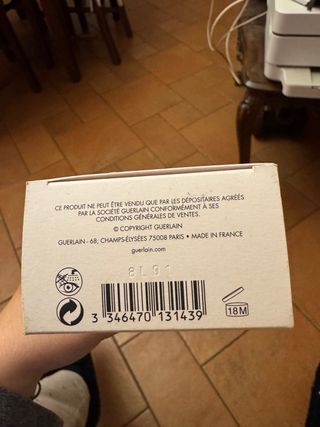 CE PRODUIT NE PEUT ÊTRE VENDU QUE PAR LES DÉPOSITAIRES AGRÉÉS
PAR LA SOCIÉTÉ GUERLAIN CONFORMÉMENT À SES
CONDITIONS GÉNÉRALES DE VENTES.
© COPYRIGHT GUERLAIN
GUERLAIN - 68, CHAMPS-ÉLYSÉES 75008 PARIS • MADE IN FRANCE
guerlain.com
8L01
3 346470 131439
18M